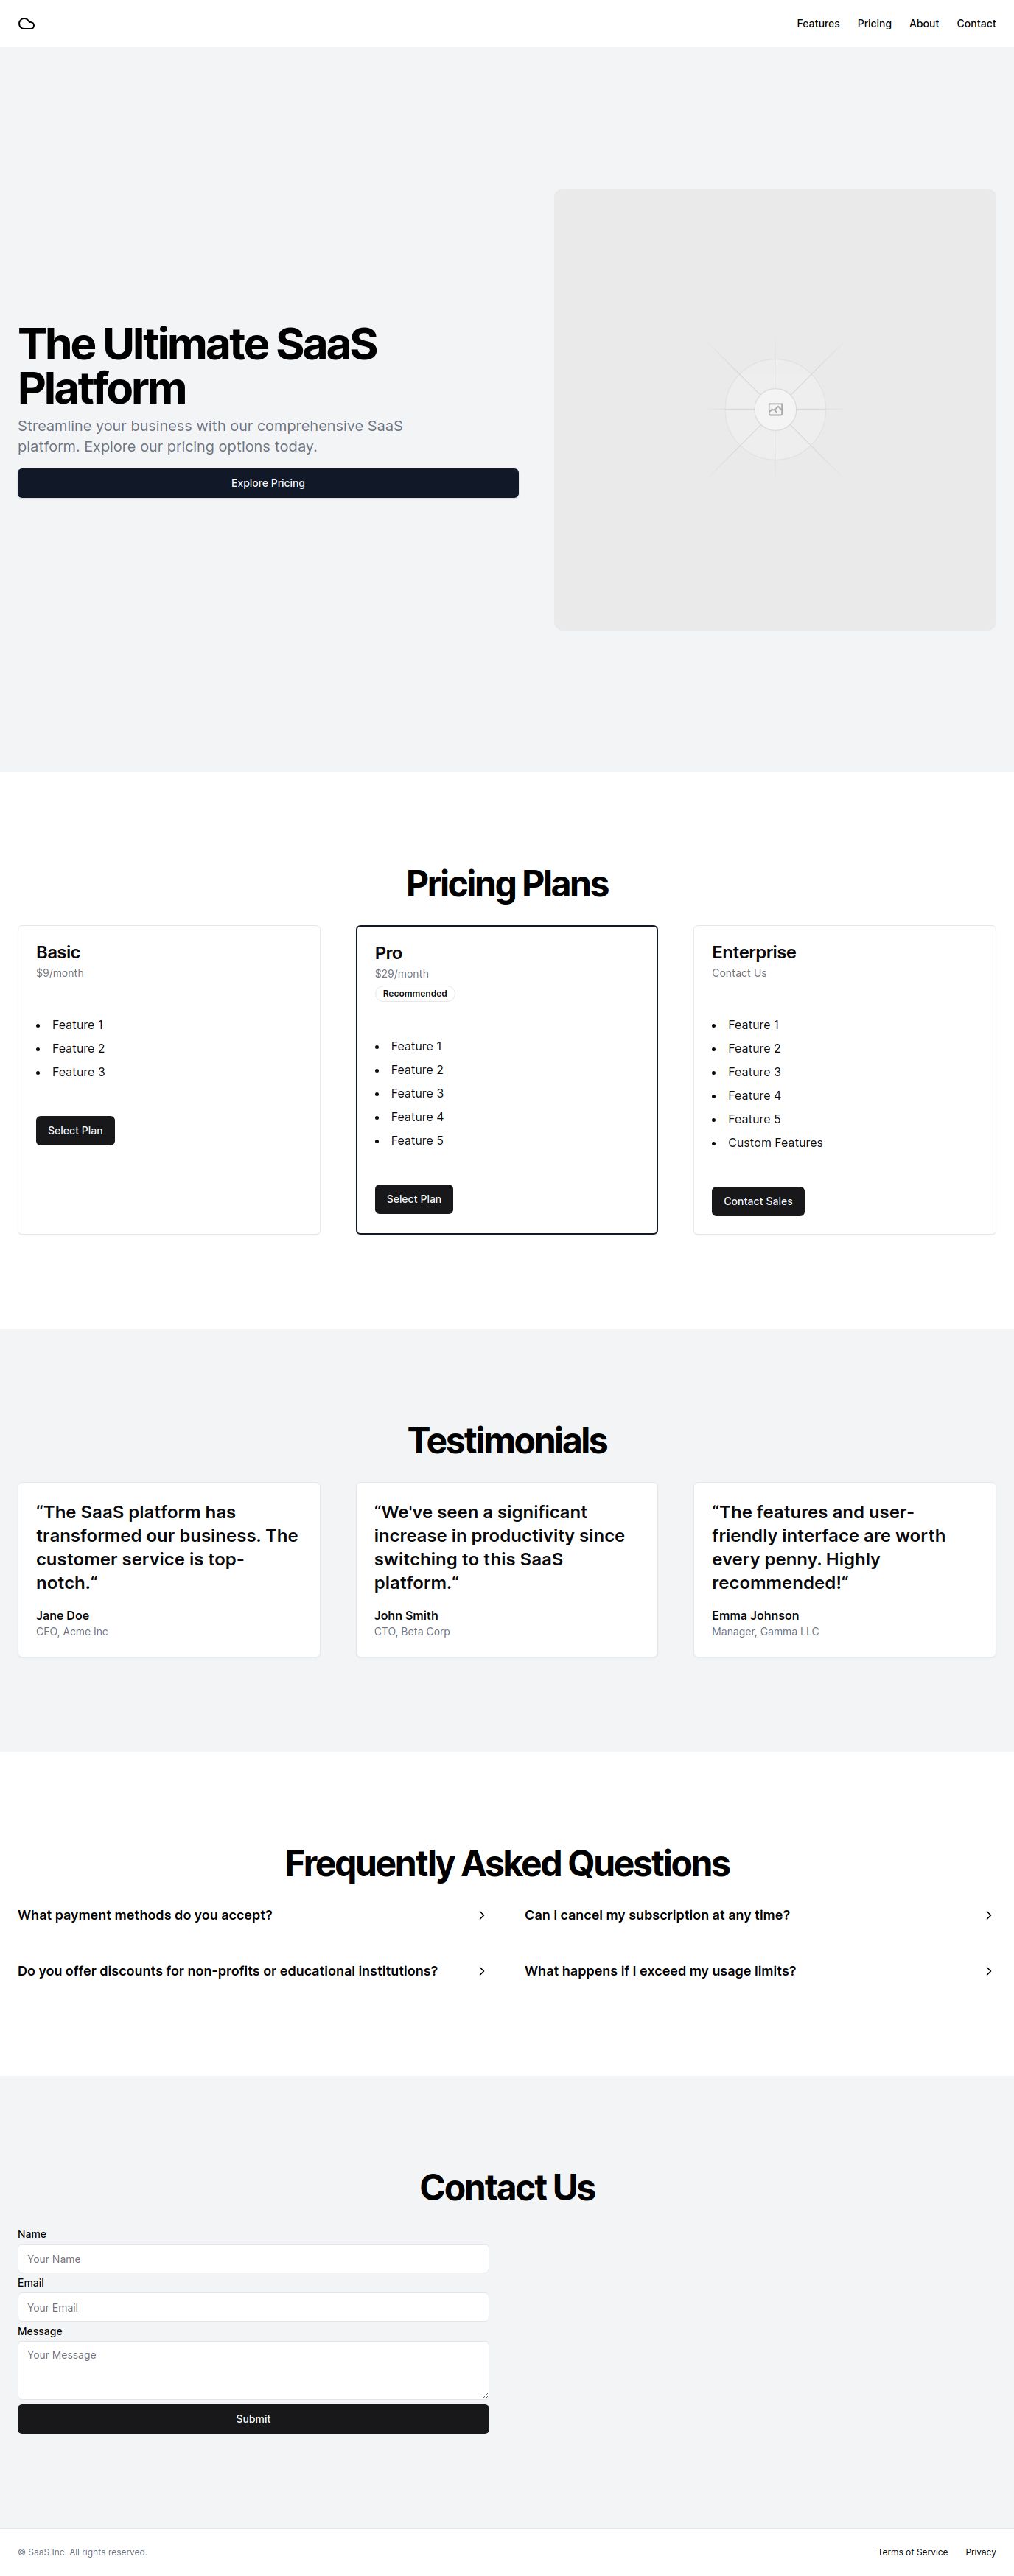 Features Pricing About Contact
The Ultimate SaaS
Platform
Streamline your business with our comprehensive SaaS
platform. Explore our pricing options today.
Explore Pricing
Pricing Plans
Basic
$9/month
Feature 1
Feature 2
Feature 3
Select Plan
Pro
$29/month
Recommended
Feature 1
Feature 2
Feature 3
Feature 4
Feature 5
Select Plan
Enterprise
Contact Us
Feature 1
Feature 2
Feature 3
Feature 4
Feature 5
Custom Features
Contact Sales
Testimonials
“The SaaS platform has
transformed our business. The
customer service is top-
notch.“
Jane Doe
CEO, Acme Inc
“We've seen a significant
increase in productivity since
switching to this SaaS
platform.“
John Smith
CTO, Beta Corp
“The features and user-
friendly interface are worth
every penny. Highly
recommended!“
Emma Johnson
Manager, Gamma LLC
Frequently Asked Questions
What payment methods do you accept?
Can I cancel my subscription at any time?
Do you offer discounts for non-profits or educational institutions?
What happens if I exceed my usage limits?
Contact Us
Name
Your Name
Email
Your Email
Message
Your Message
Submit
© SaaS Inc. All rights reserved.
Terms of Service Privacy